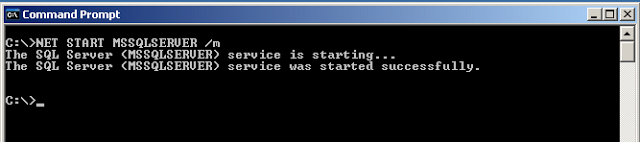 Command Prompt
C:\>NET START MSSQLSERVER /m
The SQL Server (MSSQLSERVER) service is starting...
The SQL Server (MSSQLSERVER) service was started successfully.
C:\>_